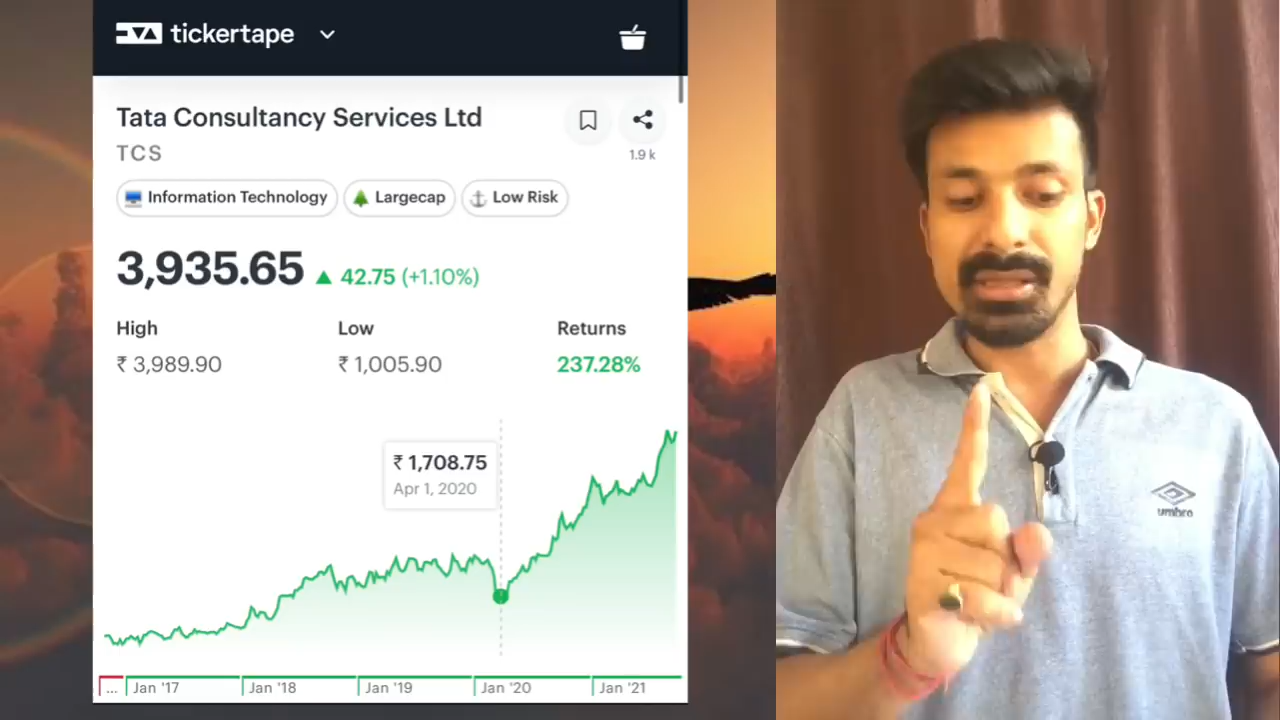 tickertape
Tata Consultancy Services Ltd
TCS
1.9 k
Information Technology
Largecap
Low Risk
3,935.65 ▲ 42.75 (+1.10%)
High Low Returns
₹ 3,989.90 ₹ 1,005.90 237.28%
₹ 1,708.75
Apr 1, 2020
... Jan '17 Jan '18 Jan '19 Jan '20 Jan '21
umbro